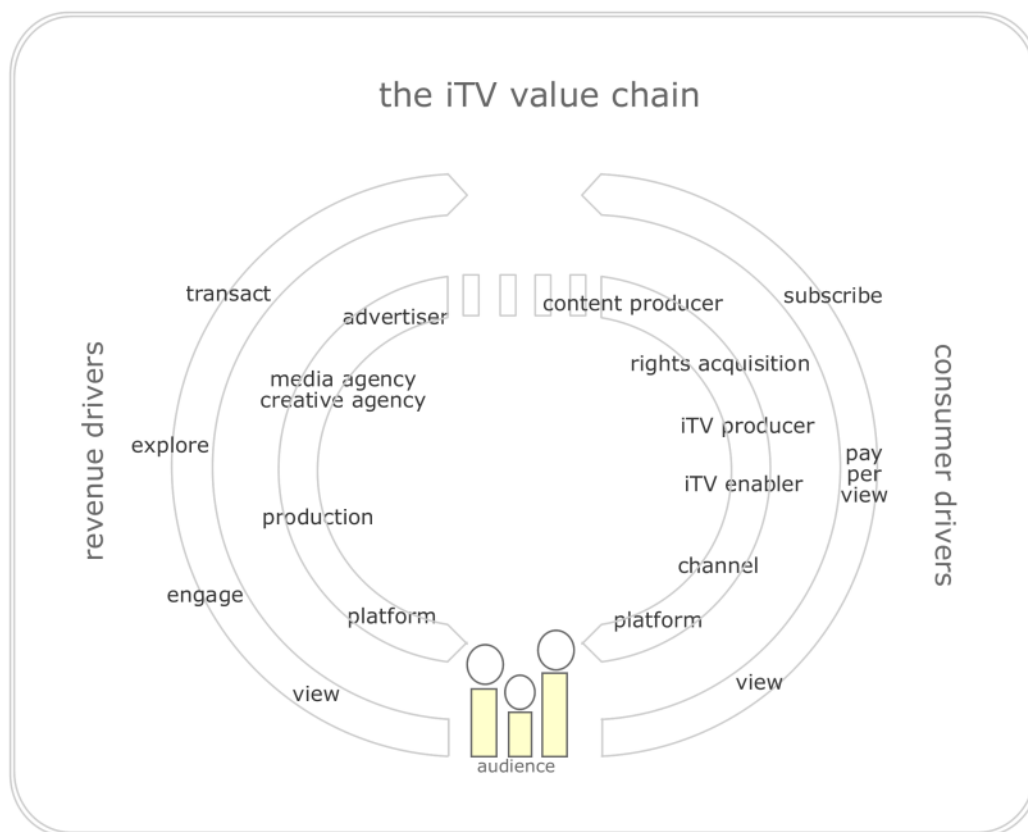 the iTV value chain
revenue drivers
transact
explore
engage
view
advertiser
media agency
creative agency
production
platform
content producer
rights acquisition
iTV producer
iTV enabler
channel
platform
subscribe
pay
per
view
view
consumer drivers
audience